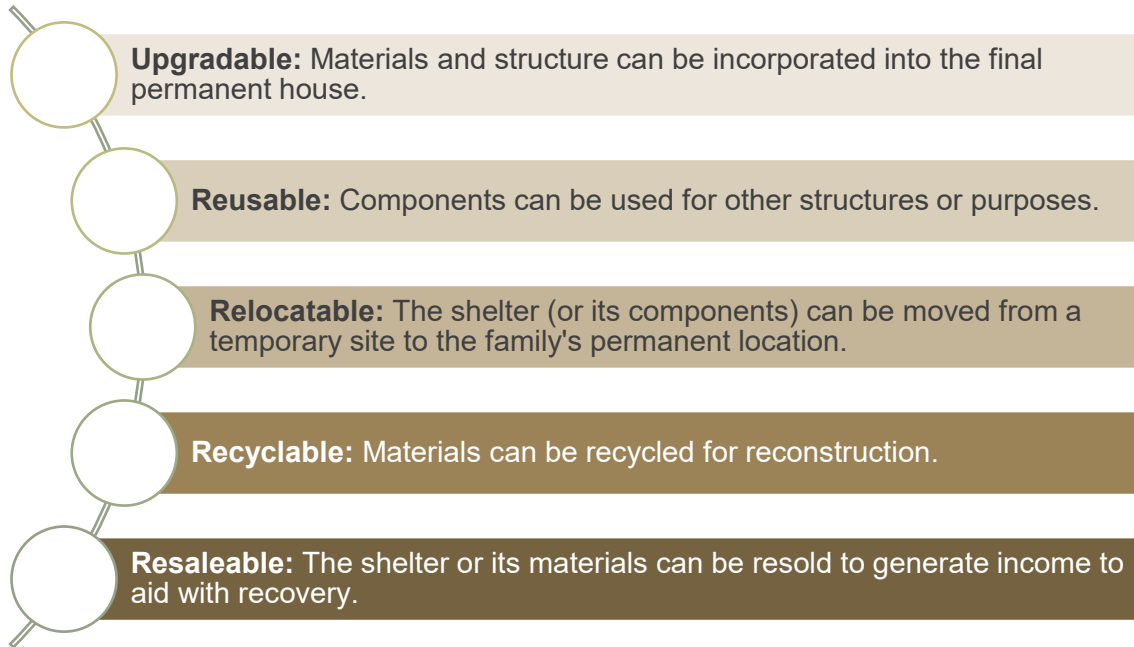 Upgradable: Materials and structure can be incorporated into the final
permanent house.
Reusable: Components can be used for other structures or purposes.
Relocatable: The shelter (or its components) can be moved from a
temporary site to the family's permanent location.
Recyclable: Materials can be recycled for reconstruction.
Resaleable: The shelter or its materials can be resold to generate income to
aid with recovery.